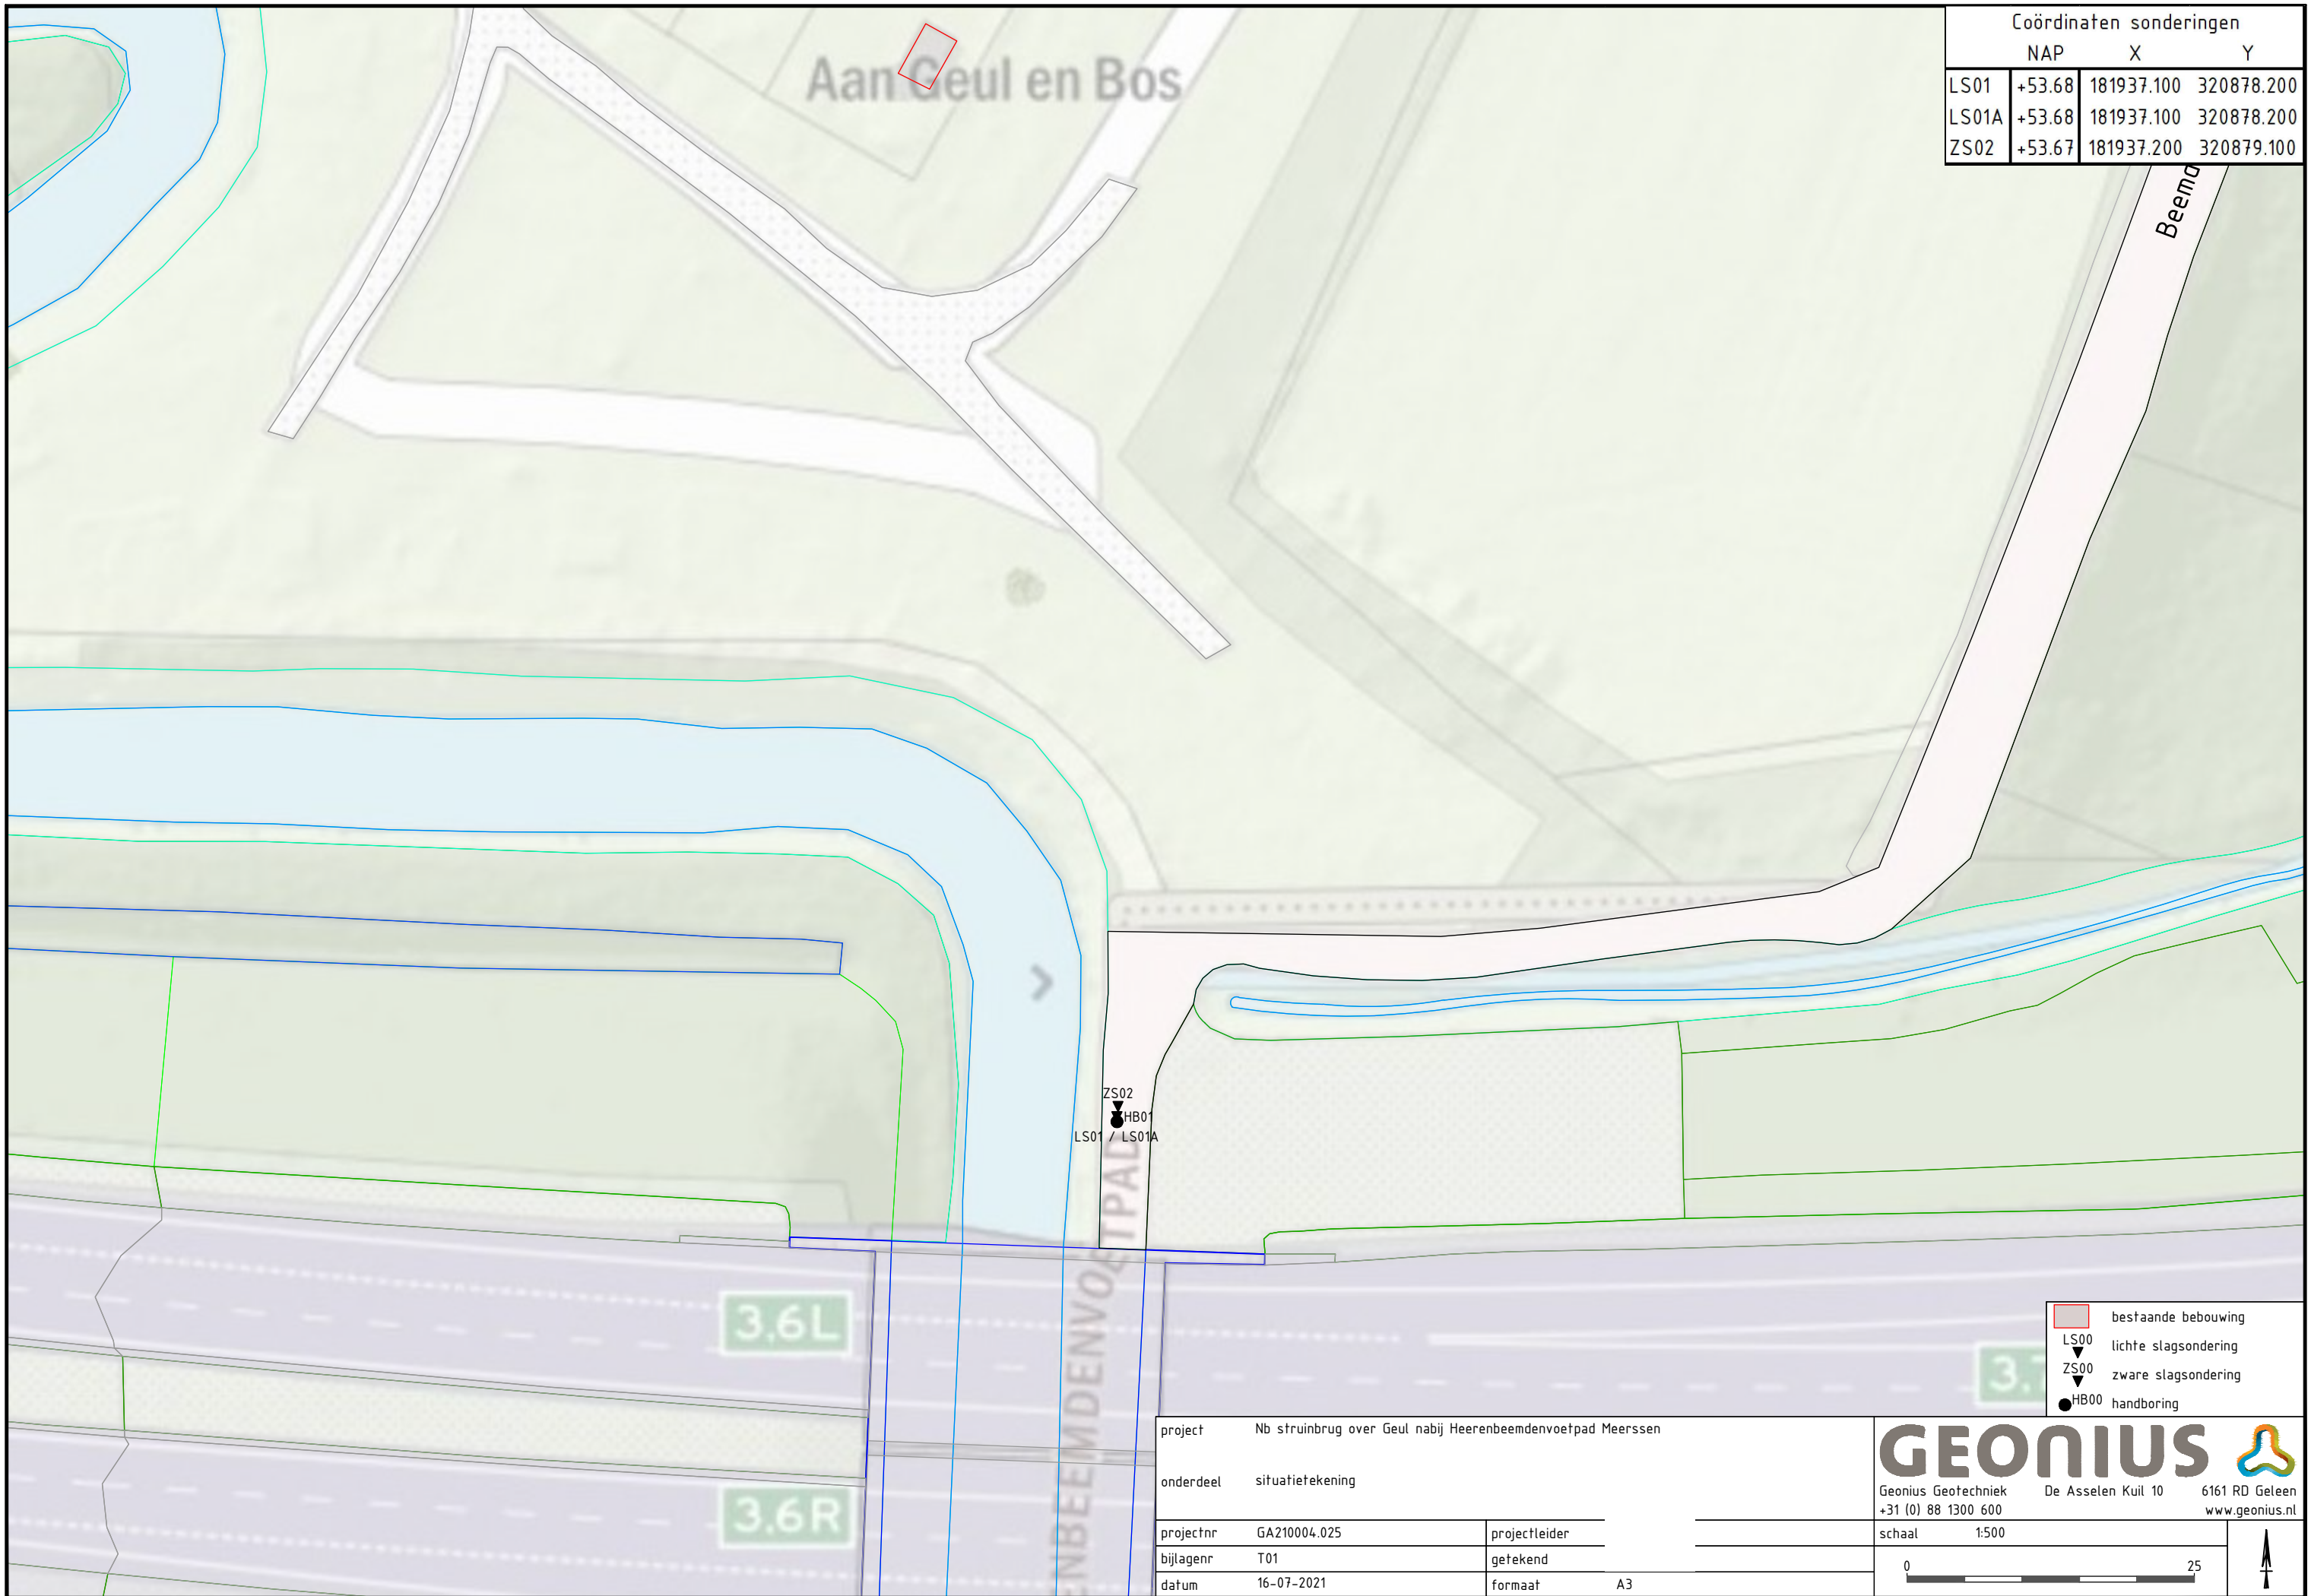 Coördinaten sonderingen
NAP X Y
LS01 +53.68 181937.100 320878.200
LS01A +53.68 181937.100 320878.200
ZS02 +53.67 181937.200 320879.100
Aan Geul en Bos
ZS02
HB01
LS01 / LS01A
3.6L
3.6R
bestaande bebouwing
LS00 lichte slagsondering
ZS00 zware slagsondering
HB00 handboring
project Nb struinbrug over Geul nabij Heerenbeemdenvoetpad Meerssen
onderdeel situatietekening
projectnr GA210004.025 projectleider
bijlagenr T01 getekend
datum 16-07-2021 formaat A3
GEONIUS
Geonius Geotechniek De Asselen Kuil 10 6161 RD Geleen
+31 (0) 88 1300 600 www.geonius.nl
schaal 1:500
0 25